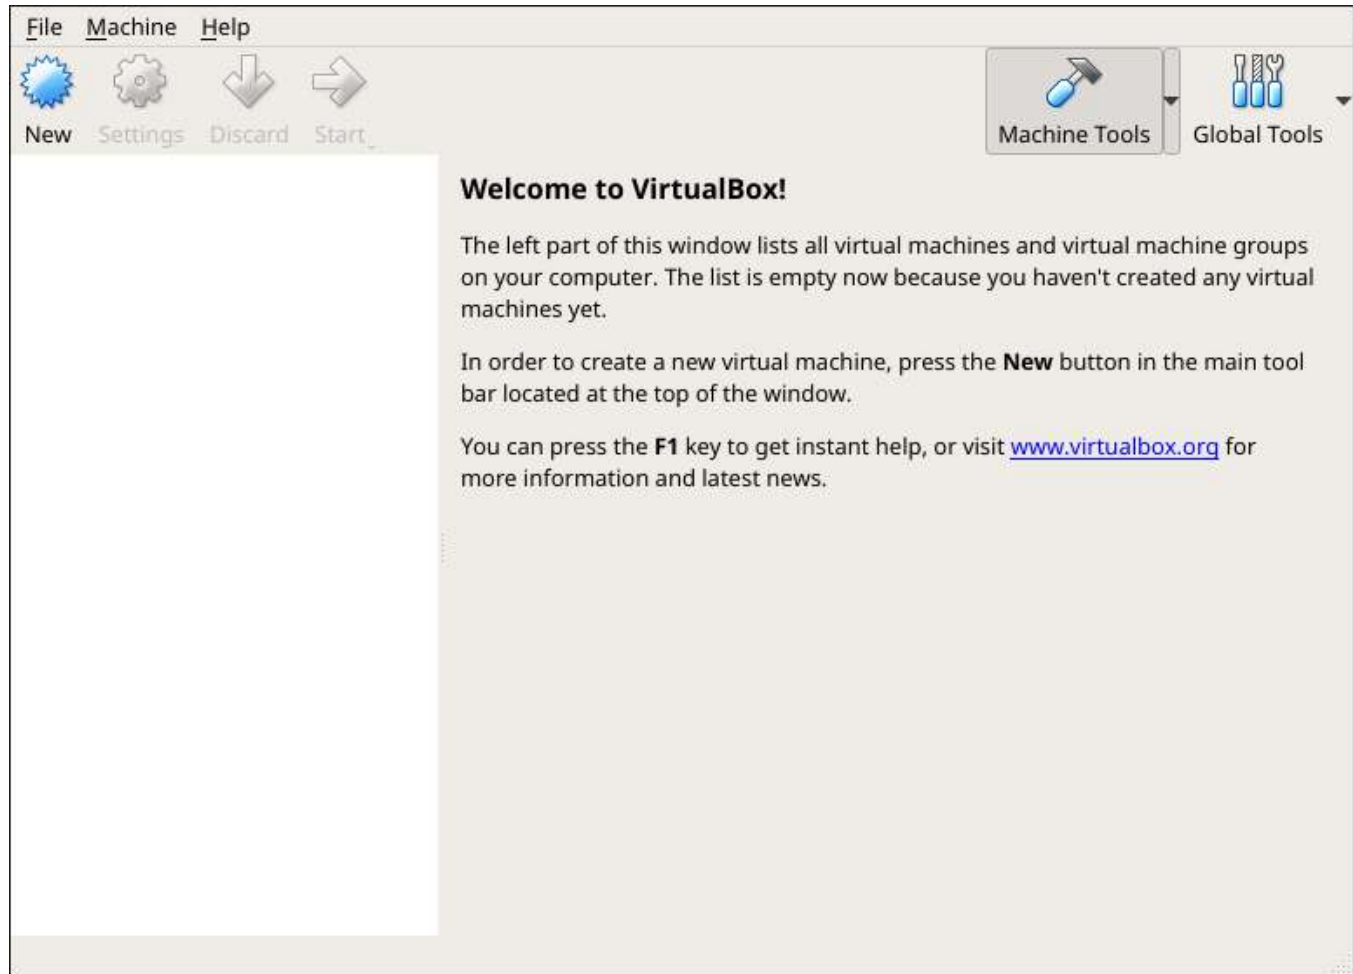 File Machine Help
New Settings Discard Start Machine Tools Global Tools
Welcome to VirtualBox!
The left part of this window lists all virtual machines and virtual machine groups
on your computer. The list is empty now because you haven't created any virtual
machines yet.
In order to create a new virtual machine, press the New button in the main tool
bar located at the top of the window.
You can press the F1 key to get instant help, or visit www.virtualbox.org for
more information and latest news.